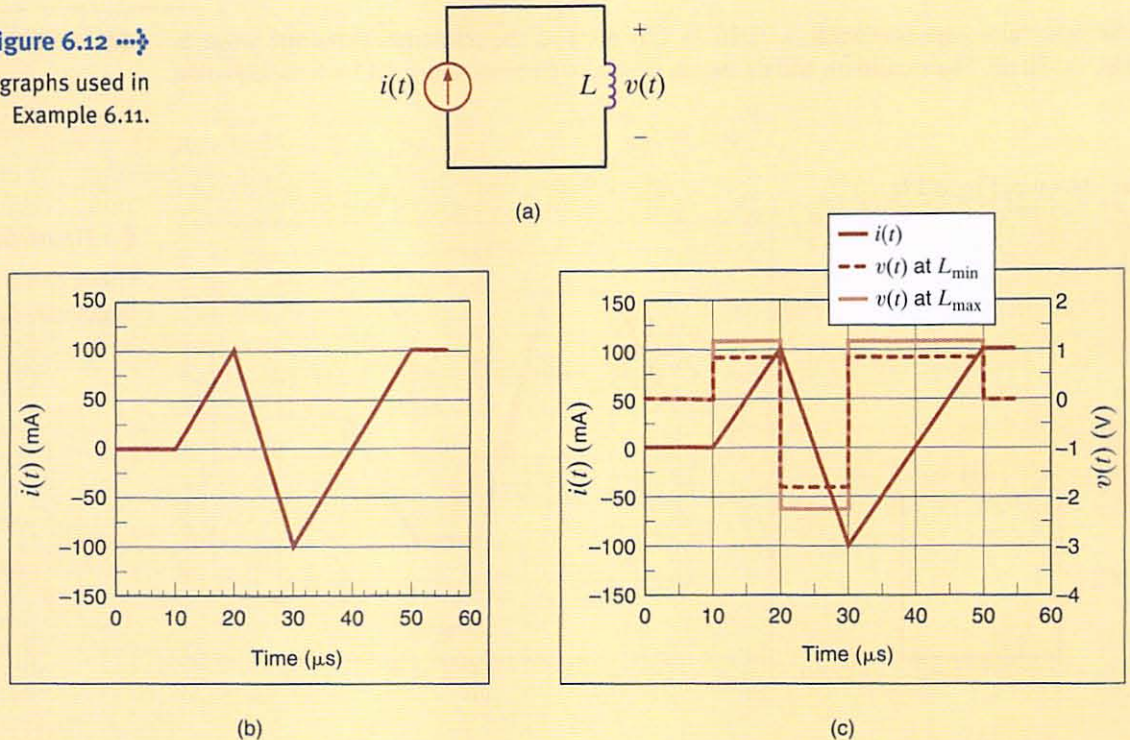 igure 6.12 ···❯
graphs used in
Example 6.11.
i(t)
L
v(t)
+
−
(a)
i(t)
v(t) at Lmin
v(t) at Lmax
150
100
50
0
−50
−100
−150
i(t) (mA)
0 10 20 30 40 50 60
Time (μs)
(b)
150
100
50
0
−50
−100
−150
i(t) (mA)
2
1
0
−1
−2
−3
−4
v(t) (V)
0 10 20 30 40 50 60
Time (μs)
(c)